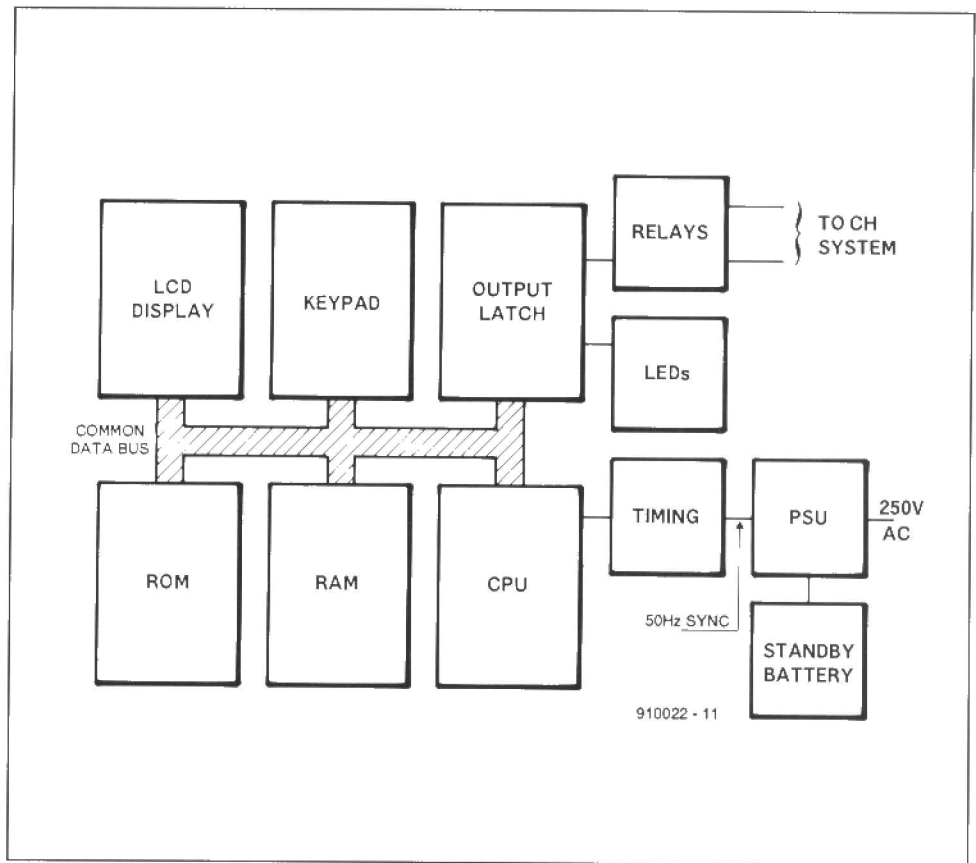 LCD
DISPLAY
KEYPAD
OUTPUT
LATCH
RELAYS
TO CH
SYSTEM
LEDs
COMMON
DATA BUS
ROM
RAM
CPU
TIMING
PSU
250V
AC
50Hz SYNC
STANDBY
BATTERY
910022 - 11